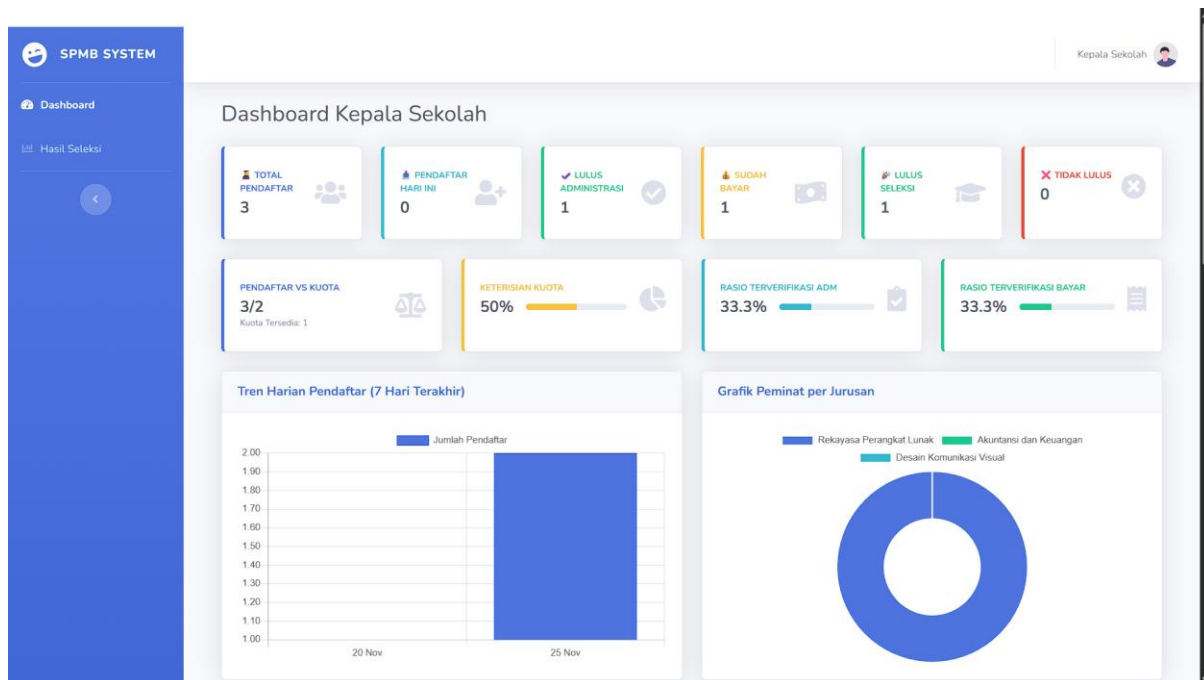 SPMB SYSTEM
Kepala Sekolah
Dashboard
Hasil Seleksi
Dashboard Kepala Sekolah
TOTAL
PENDAFTAR
3
PENDAFTAR
HARI INI
0
LULUS
ADMINISTRASI
1
SUDAH
BAYAR
1
LULUS
SELEKSI
1
TIDAK LULUS
0
PENDAFTAR VS KUOTA
3/2
Kuota Tersedia: 1
KETERISIAN KUOTA
50%
RASIO TERVERIFIKASI ADM
33.3%
RASIO TERVERIFIKASI BAYAR
33.3%
Tren Harian Pendaftar (7 Hari Terakhir)
Jumlah Pendaftar
2.00
1.90
1.80
1.70
1.60
1.50
1.40
1.30
1.20
1.10
1.00
20 Nov 25 Nov
Grafik Peminat per Jurusan
Rekayasa Perangkat Lunak Akuntansi dan Keuangan
Desain Komunikasi Visual